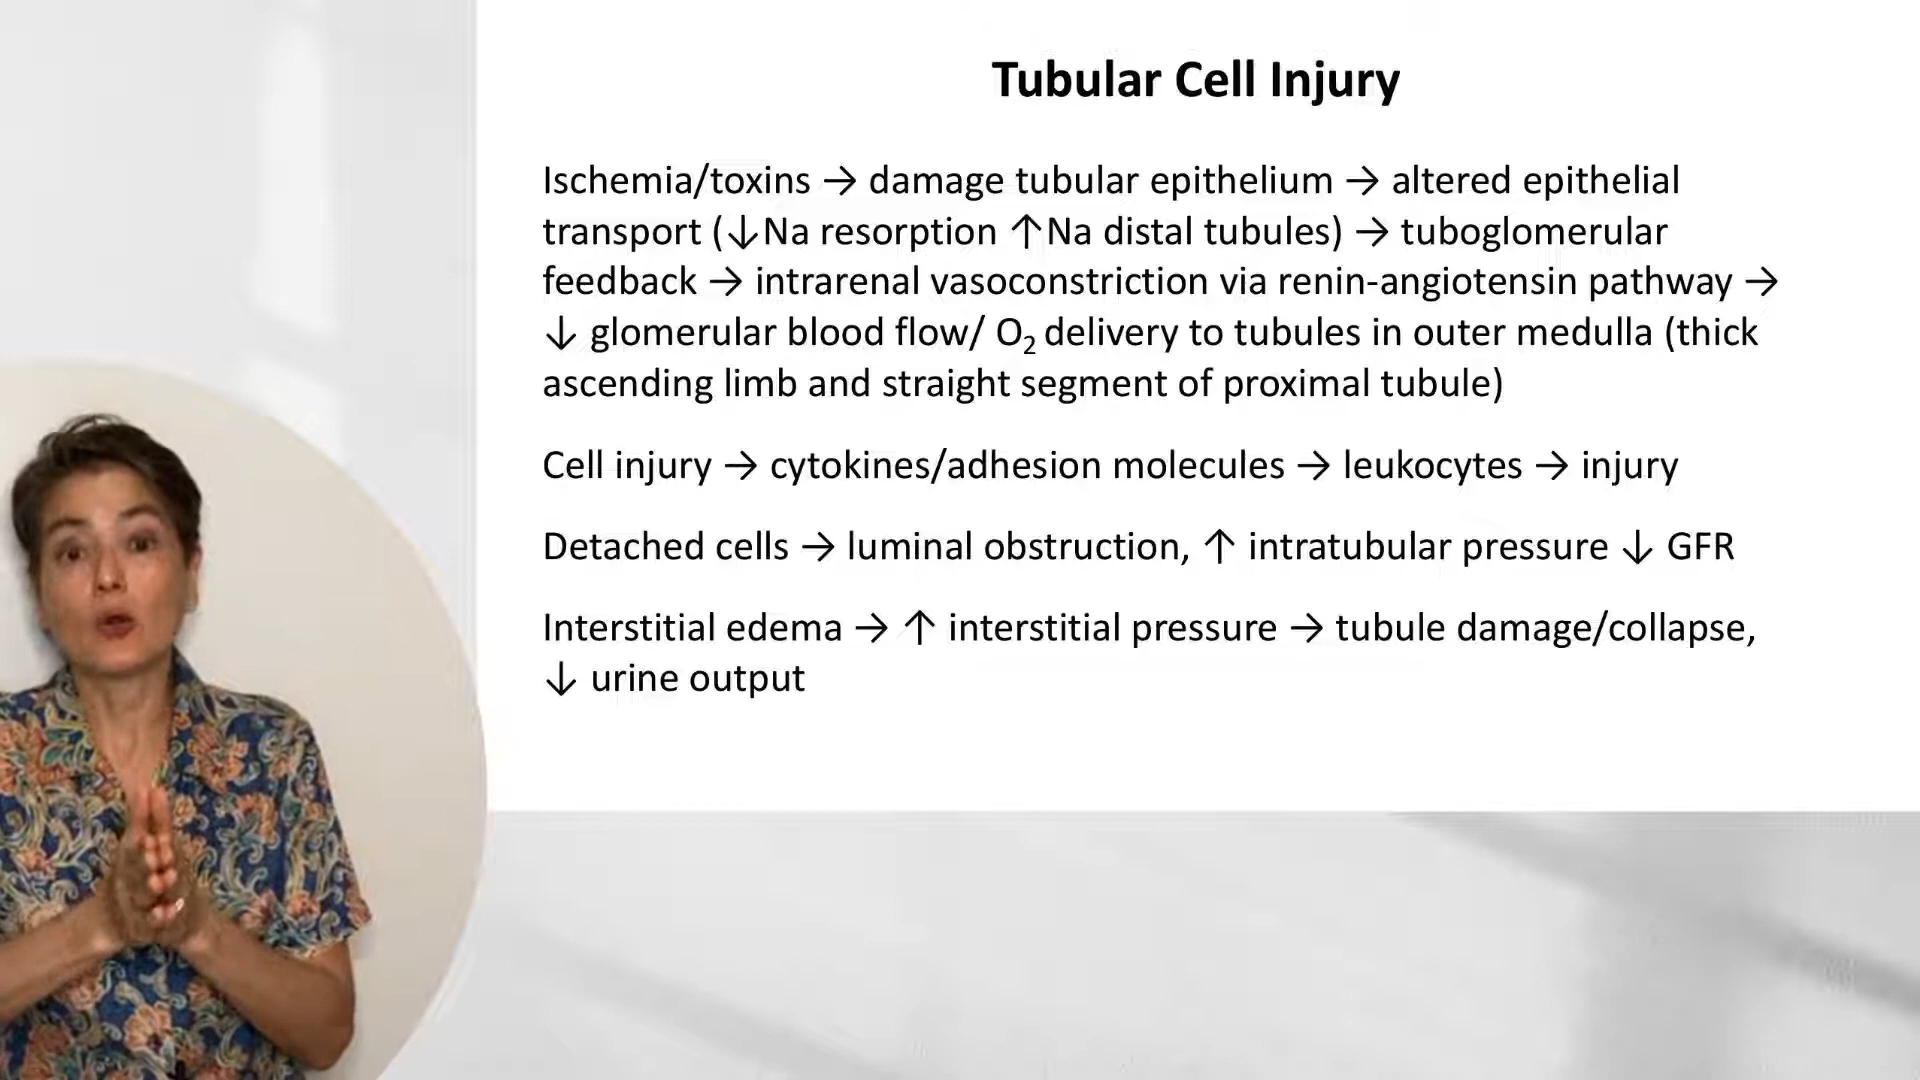 Tubular Cell Injury
Ischemia/toxins → damage tubular epithelium → altered epithelial
transport (↓Na resorption ↑Na distal tubules) → tuboglomerular
feedback → intrarenal vasoconstriction via renin-angiotensin pathway →
↓ glomerular blood flow/ O₂ delivery to tubules in outer medulla (thick
ascending limb and straight segment of proximal tubule)
Cell injury → cytokines/adhesion molecules → leukocytes → injury
Detached cells → luminal obstruction, ↑ intratubular pressure ↓ GFR
Interstitial edema → ↑ interstitial pressure → tubule damage/collapse,
↓ urine output